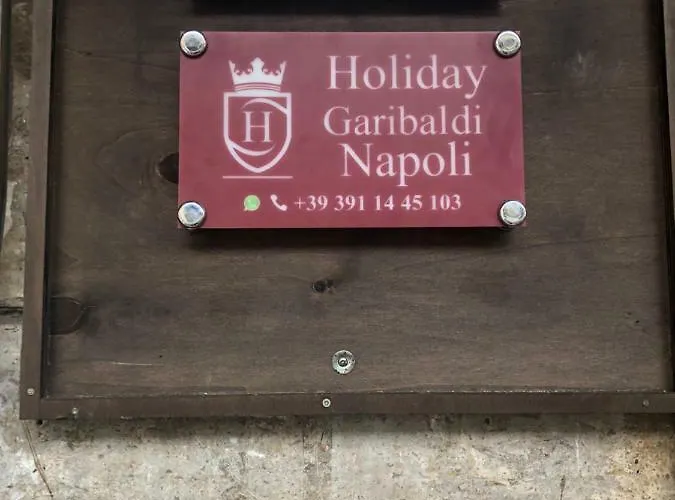 H
Holiday
Garibaldi
Napoli
+39 391 14 45 103